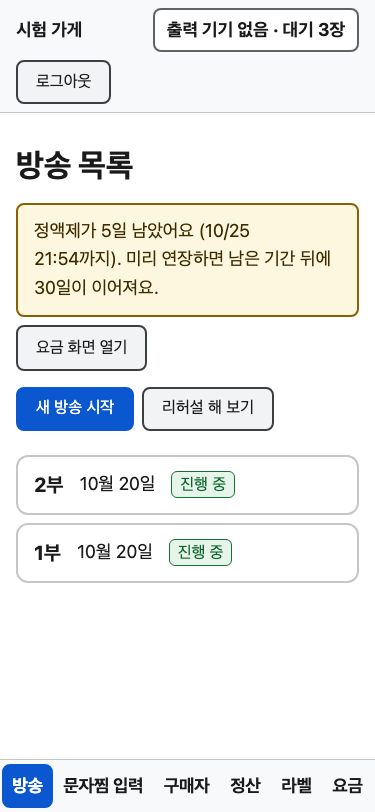 시험 가게
출력 기기 없음 · 대기 3장
로그아웃
방송 목록
정액제가 5일 남았어요 (10/25
21:54까지). 미리 연장하면 남은 기간 뒤에
30일이 이어져요.
요금 화면 열기
새 방송 시작 리허설 해 보기
2부 10월 20일 진행 중
1부 10월 20일 진행 중
방송 문자찜 입력 구매자 정산 라벨 요금